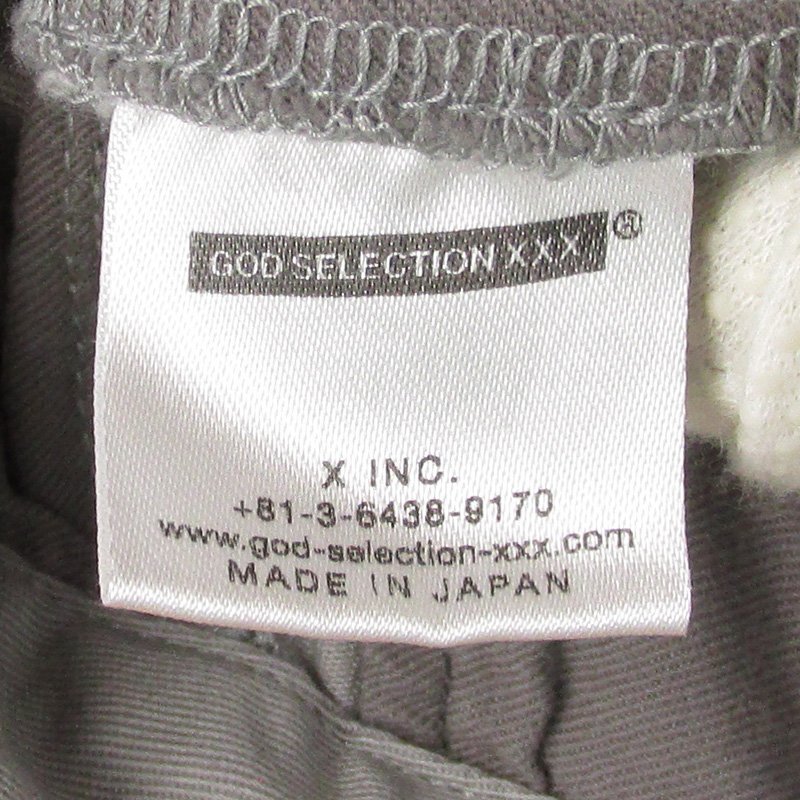 GOD SELECTION XXX®
X INC.
+81-3-6438-9170
www.god-selection-xxx.com
MADE IN JAPAN